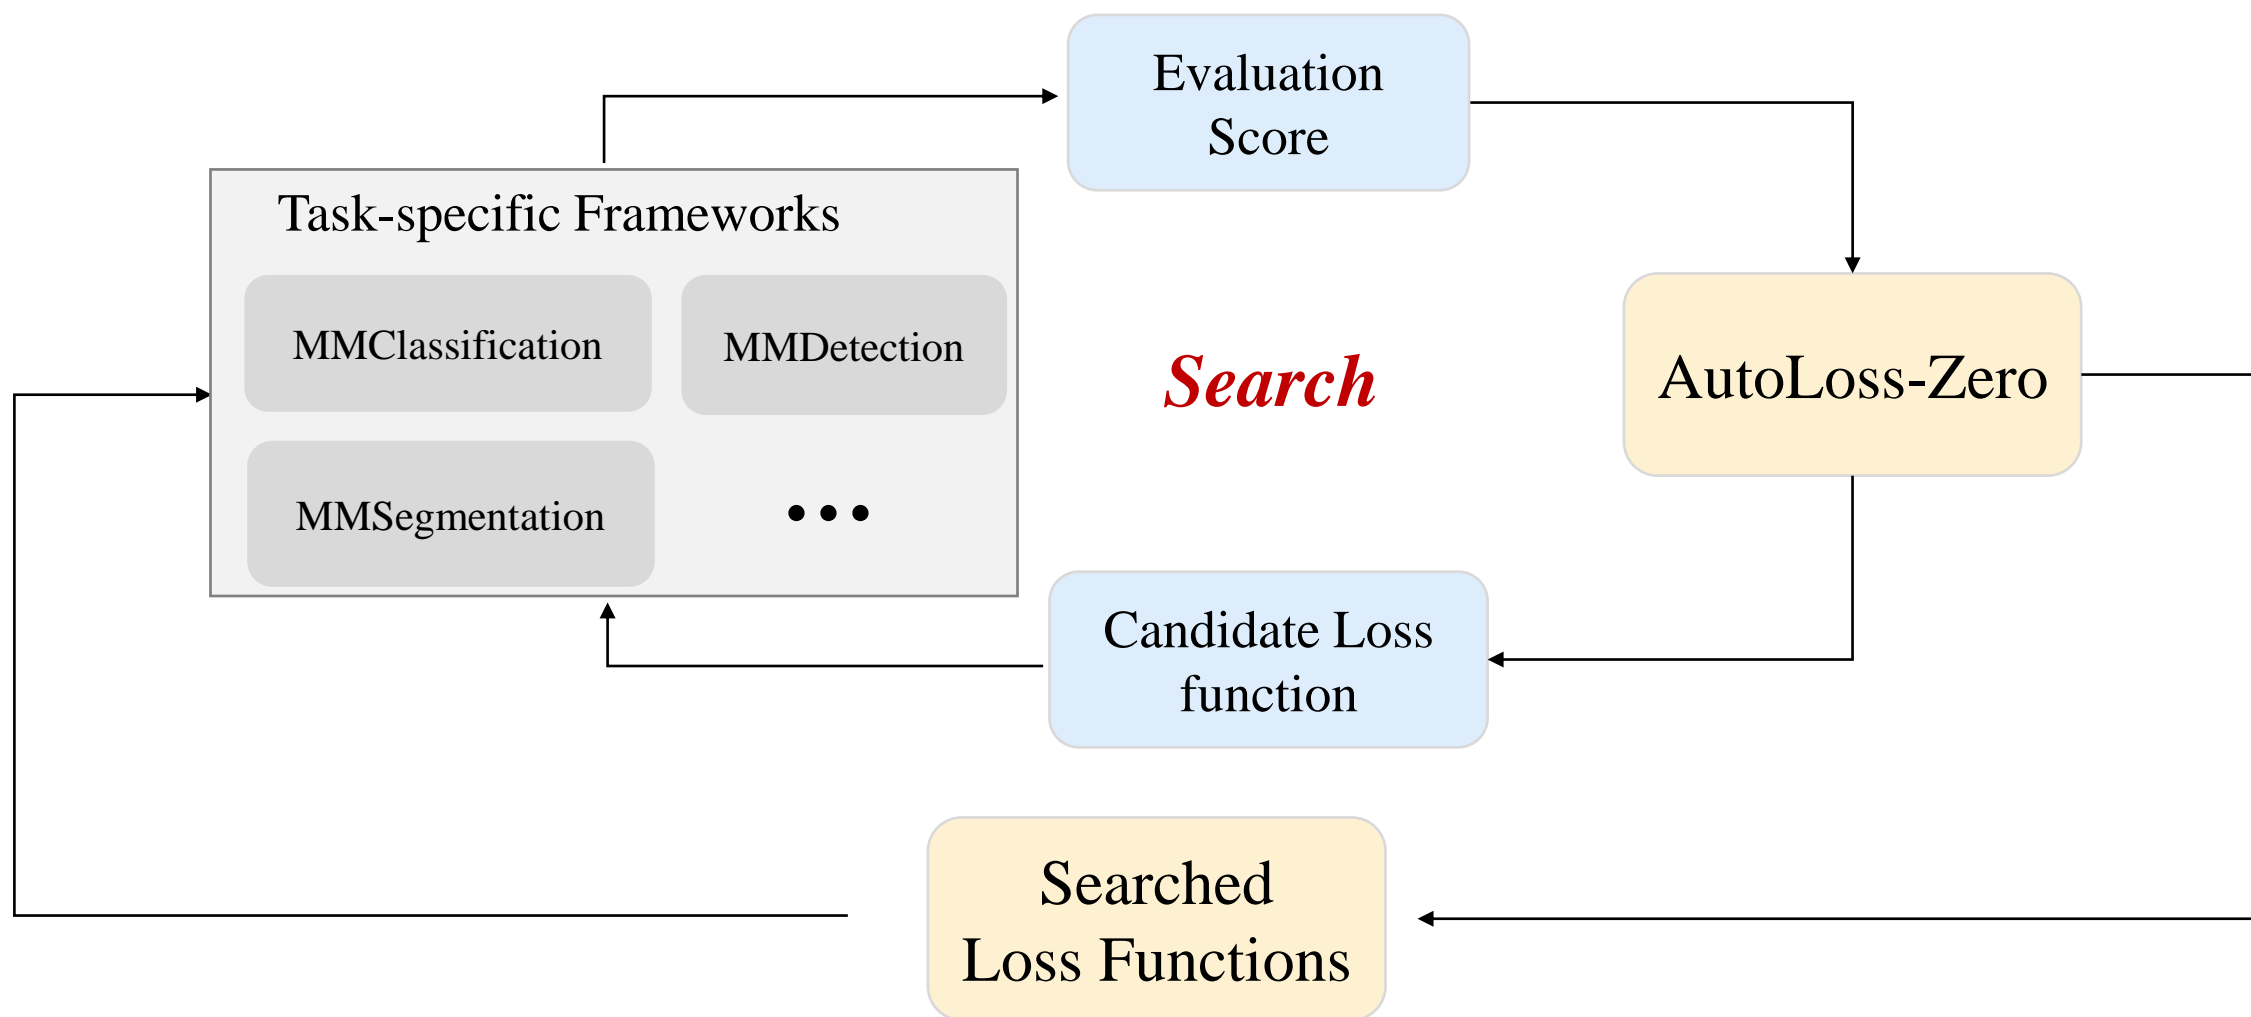 Evaluation
Score
Task-specific Frameworks
MMClassification
MMDetection
Search
AutoLoss-Zero
MMSegmentation
•••
Candidate Loss
function
Searched
Loss Functions